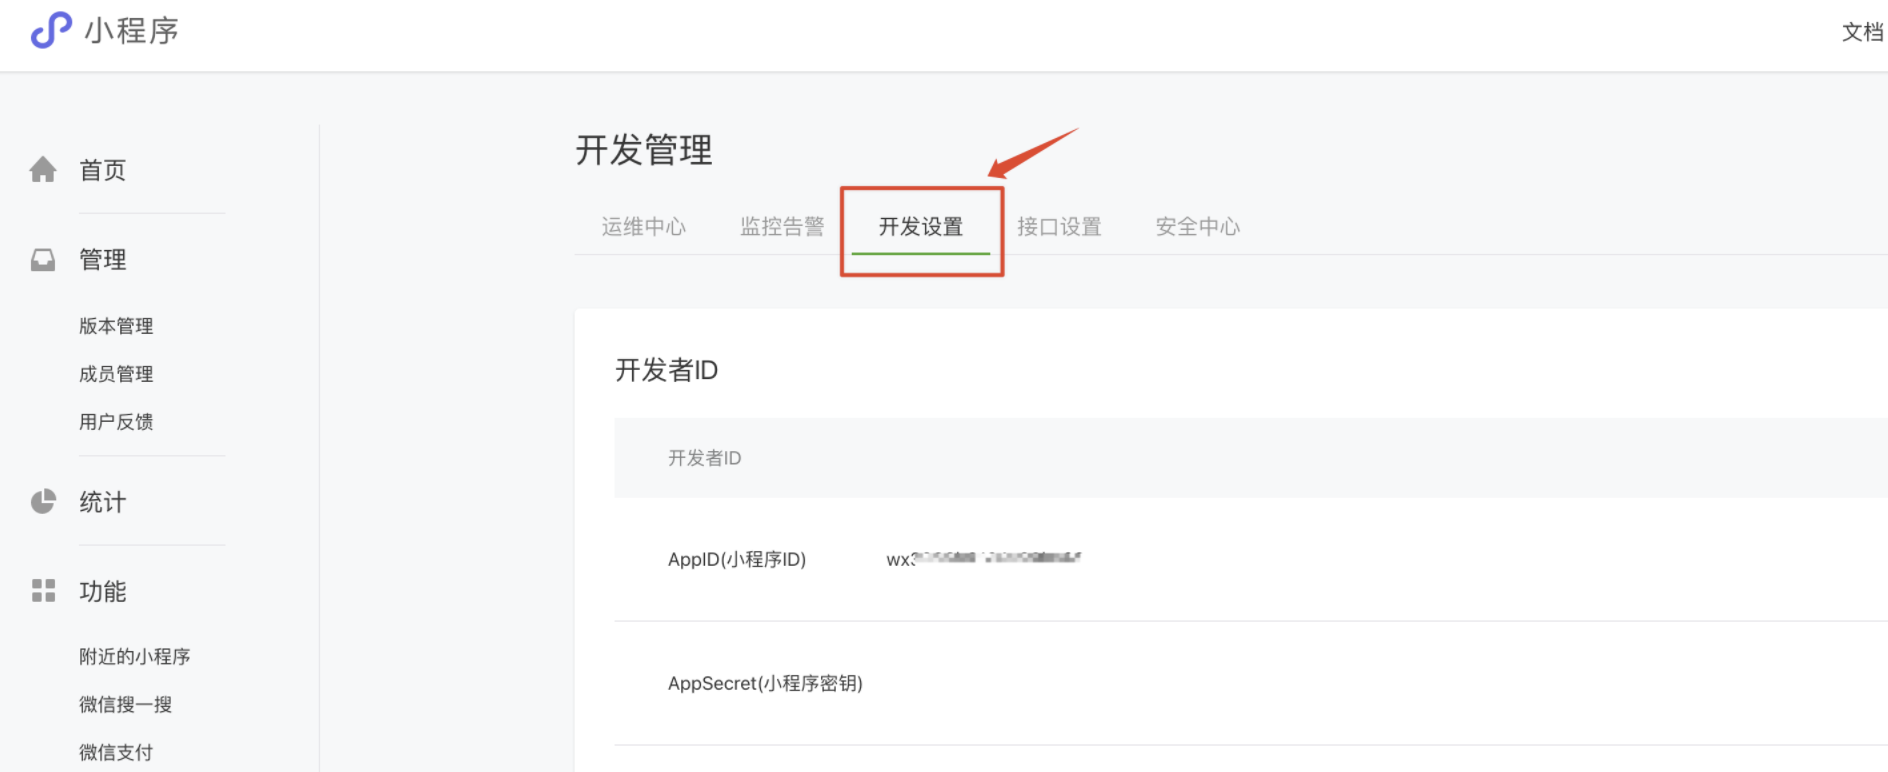 小程序
文档
首页
管理
版本管理
成员管理
用户反馈
统计
功能
附近的小程序
微信搜一搜
微信支付
开发管理
运维中心 监控告警 开发设置 接口设置 安全中心
开发者ID
开发者ID
AppID(小程序ID) wx
AppSecret(小程序密钥)